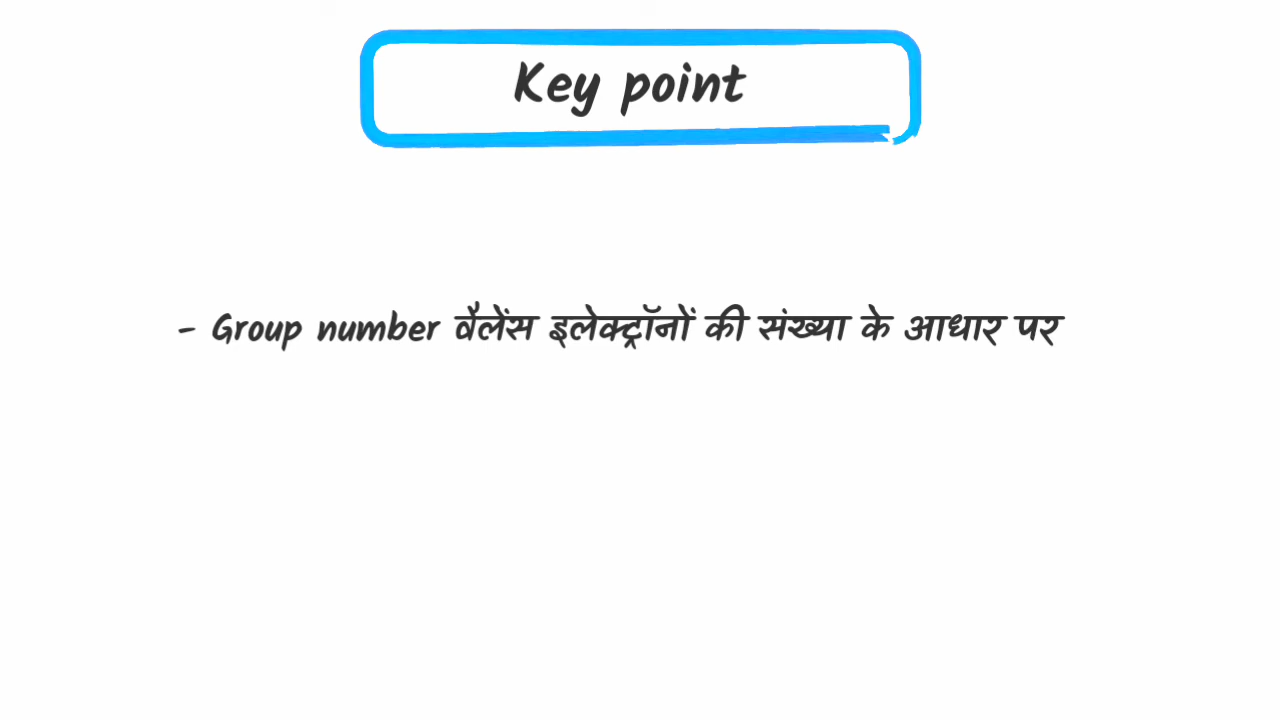 Key point
- Group number वैलेंस इलेक्ट्रॉनों की संख्या के आधार पर